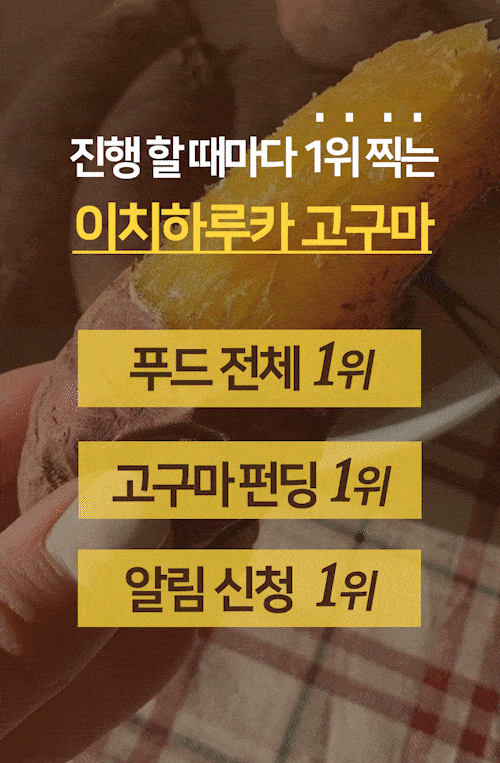 진행 할 때마다 1위 찍는
이치하루카 고구마
푸드 전체 1위
고구마 펀딩 1위
알림 신청 1위